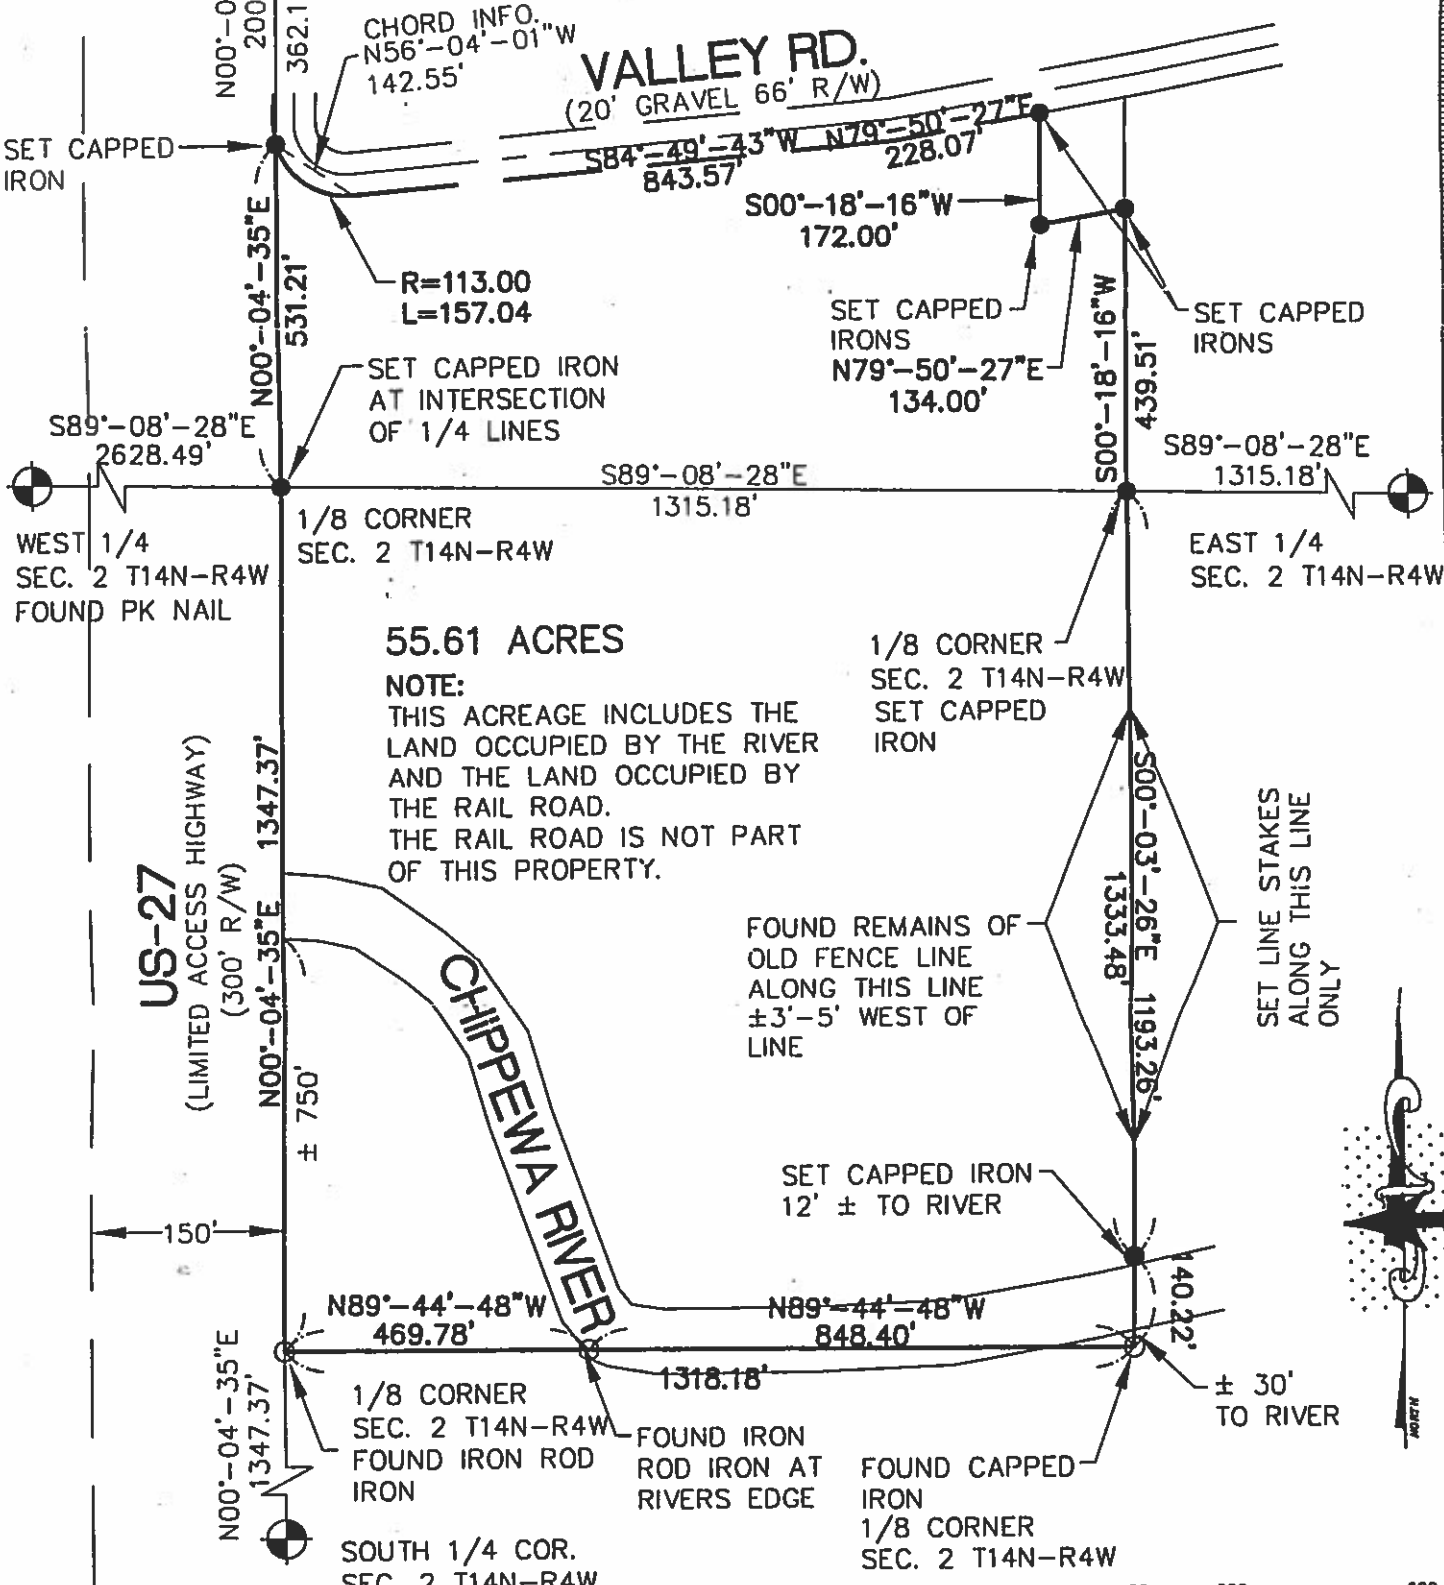 N00°-0
200
362.1
CHORD INFO.
N56°-04'-01"W
142.55'
VALLEY RD.
(20' GRAVEL 66' R/W)
SET CAPPED
IRON
S84°-49'-43"W
843.57'
N79°-50'-27"E
228.07'
S00°-18'-16"W
172.00'
N00°-04'-35"E
531.21'
R=113.00
L=157.04
SET CAPPED
IRONS
SET CAPPED
IRONS
N79°-50'-27"E
134.00'
S00°-18'-16"W
439.51'
SET CAPPED IRON
AT INTERSECTION
OF 1/4 LINES
S89°-08'-28"E
2628.49'
S89°-08'-28"E
1315.18'
S89°-08'-28"E
1315.18'
WEST 1/4
SEC. 2 T14N-R4W
FOUND PK NAIL
1/8 CORNER
SEC. 2 T14N-R4W
EAST 1/4
SEC. 2 T14N-R4W
55.61 ACRES
NOTE:
THIS ACREAGE INCLUDES THE
LAND OCCUPIED BY THE RIVER
AND THE LAND OCCUPIED BY
THE RAIL ROAD.
THE RAIL ROAD IS NOT PART
OF THIS PROPERTY.
1/8 CORNER
SEC. 2 T14N-R4W
SET CAPPED
IRON
US-27
(LIMITED ACCESS HIGHWAY)
(300' R/W)
N00°-04'-35"E 1347.37'
± 750'
CHIPPEWA RIVER
FOUND REMAINS OF
OLD FENCE LINE
ALONG THIS LINE
±3'-5' WEST OF
LINE
S00°-03'-26"E 1193.26'
1333.48'
SET LINE STAKES
ALONG THIS LINE
ONLY
SET CAPPED IRON
12' ± TO RIVER
150'
140.22'
N89°-44'-48"W
469.78'
N89°-44'-48"W
848.40'
1318.18'
± 30'
TO RIVER
N00°-04'-35"E
1347.37'
1/8 CORNER
SEC. 2 T14N-R4W
FOUND IRON ROD
IRON
FOUND IRON
ROD IRON AT
RIVERS EDGE
FOUND CAPPED
IRON
1/8 CORNER
SEC. 2 T14N-R4W
NORTH
SOUTH 1/4 COR.
SEC. 2 T14N-R4W